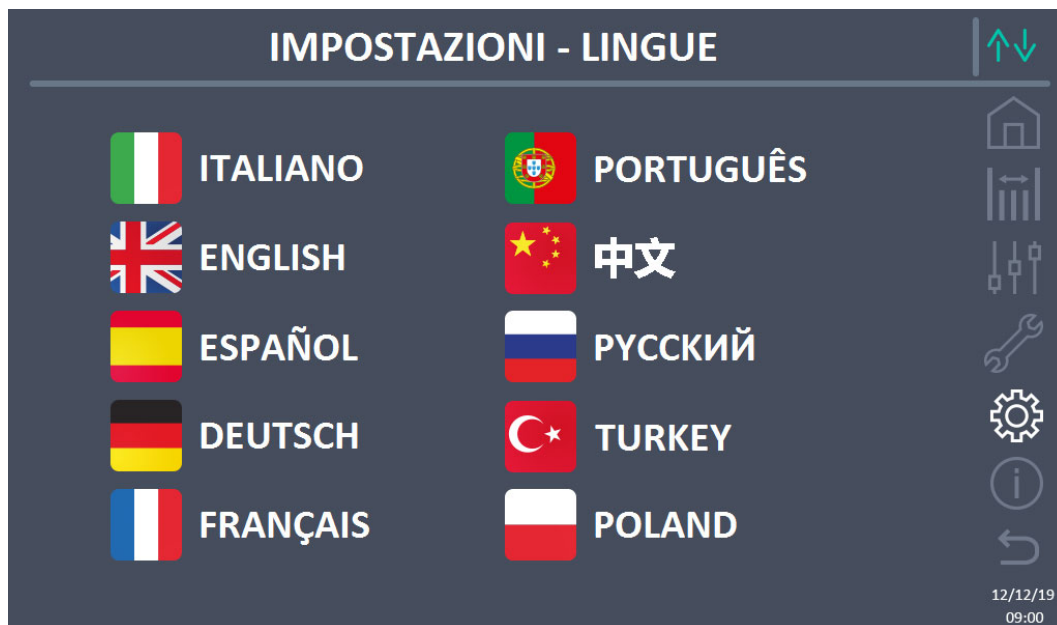 IMPOSTAZIONI - LINGUE
ITALIANO
PORTUGUÊS
ENGLISH
中文
ESPAÑOL
РУССКИЙ
DEUTSCH
TURKEY
FRANÇAIS
POLAND
12/12/19
09:00